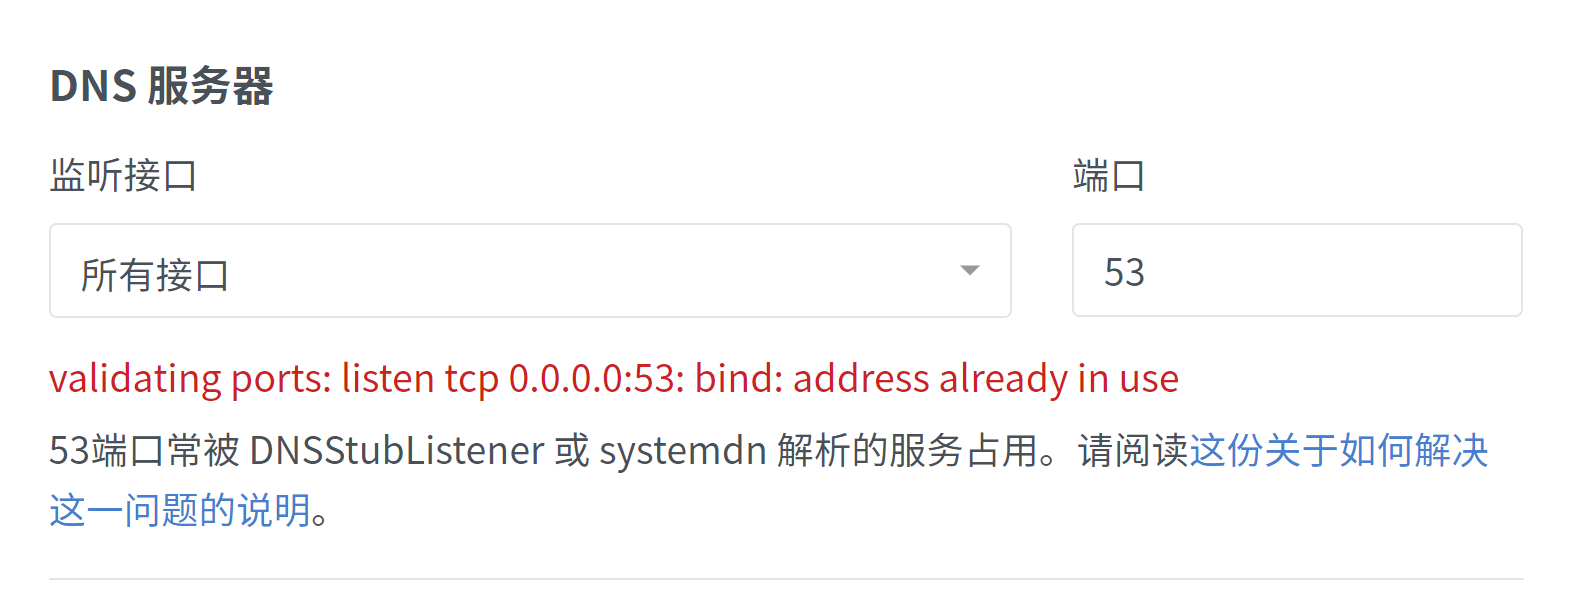 DNS 服务器
监听接口
端口
所有接口
53
validating ports: listen tcp 0.0.0.0:53: bind: address already in use
53端口常被 DNSStubListener 或 systemdn 解析的服务占用。请阅读这份关于如何解决
这一问题的说明。